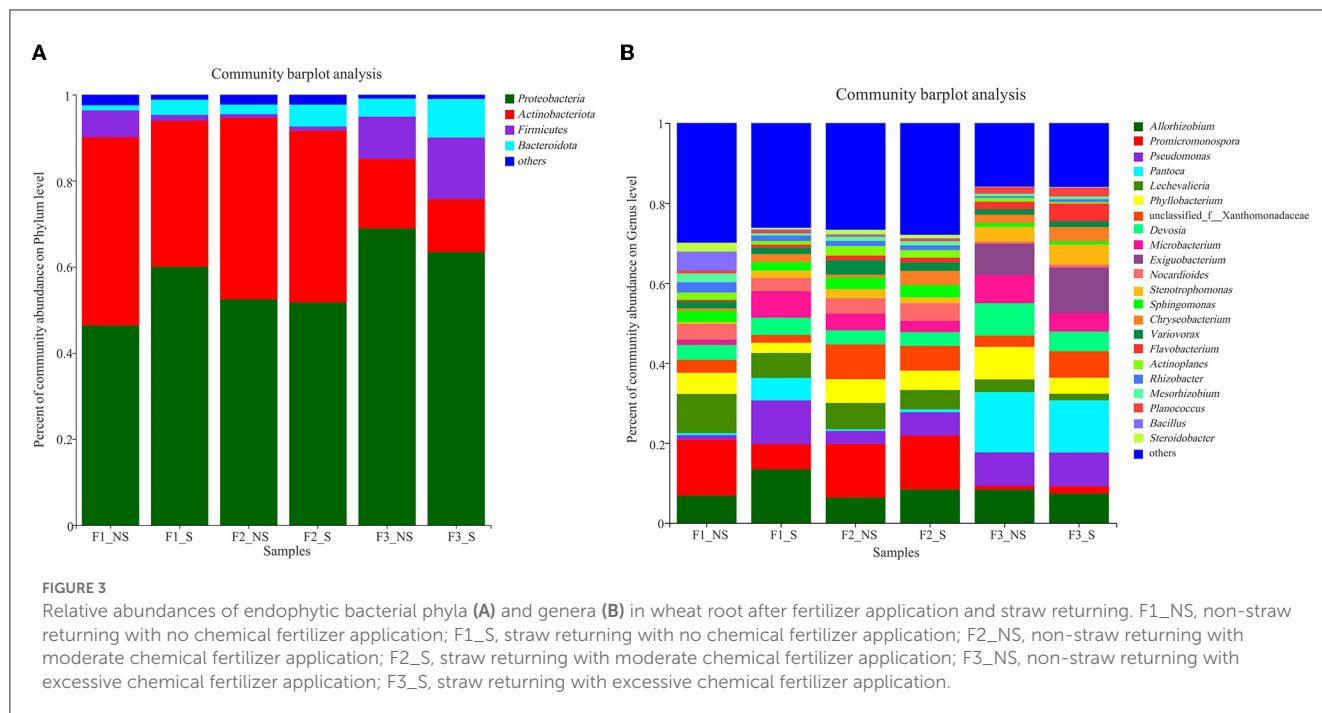 A
Community barplot analysis
Percent of community abundance on Phylum level
1
0.8
0.6
0.4
0.2
0
F1_NS F1_S F2_NS F2_S F3_NS F3_S
Samples
Proteobacteria
Actinobacteriota
Firmicutes
Bacteroidota
others
B
Community barplot analysis
Percent of community abundance on Genus level
1
0.8
0.6
0.4
0.2
0
F1_NS F1_S F2_NS F2_S F3_NS F3_S
Samples
Allorhizobium
Promicromonospora
Pseudomonas
Pantoea
Lechevalieria
Phyllobacterium
unclassified_f__Xanthomonadaceae
Devosia
Microbacterium
Exiguobacterium
Nocardioides
Stenotrophomonas
Sphingomonas
Chryseobacterium
Variovorax
Flavobacterium
Actinoplanes
Rhizobacter
Mesorhizobium
Planococcus
Bacillus
Steroidobacter
others
FIGURE 3
Relative abundances of endophytic bacterial phyla (A) and genera (B) in wheat root after fertilizer application and straw returning. F1_NS, non-straw
returning with no chemical fertilizer application; F1_S, straw returning with no chemical fertilizer application; F2_NS, non-straw returning with
moderate chemical fertilizer application; F2_S, straw returning with moderate chemical fertilizer application; F3_NS, non-straw returning with
excessive chemical fertilizer application; F3_S, straw returning with excessive chemical fertilizer application.